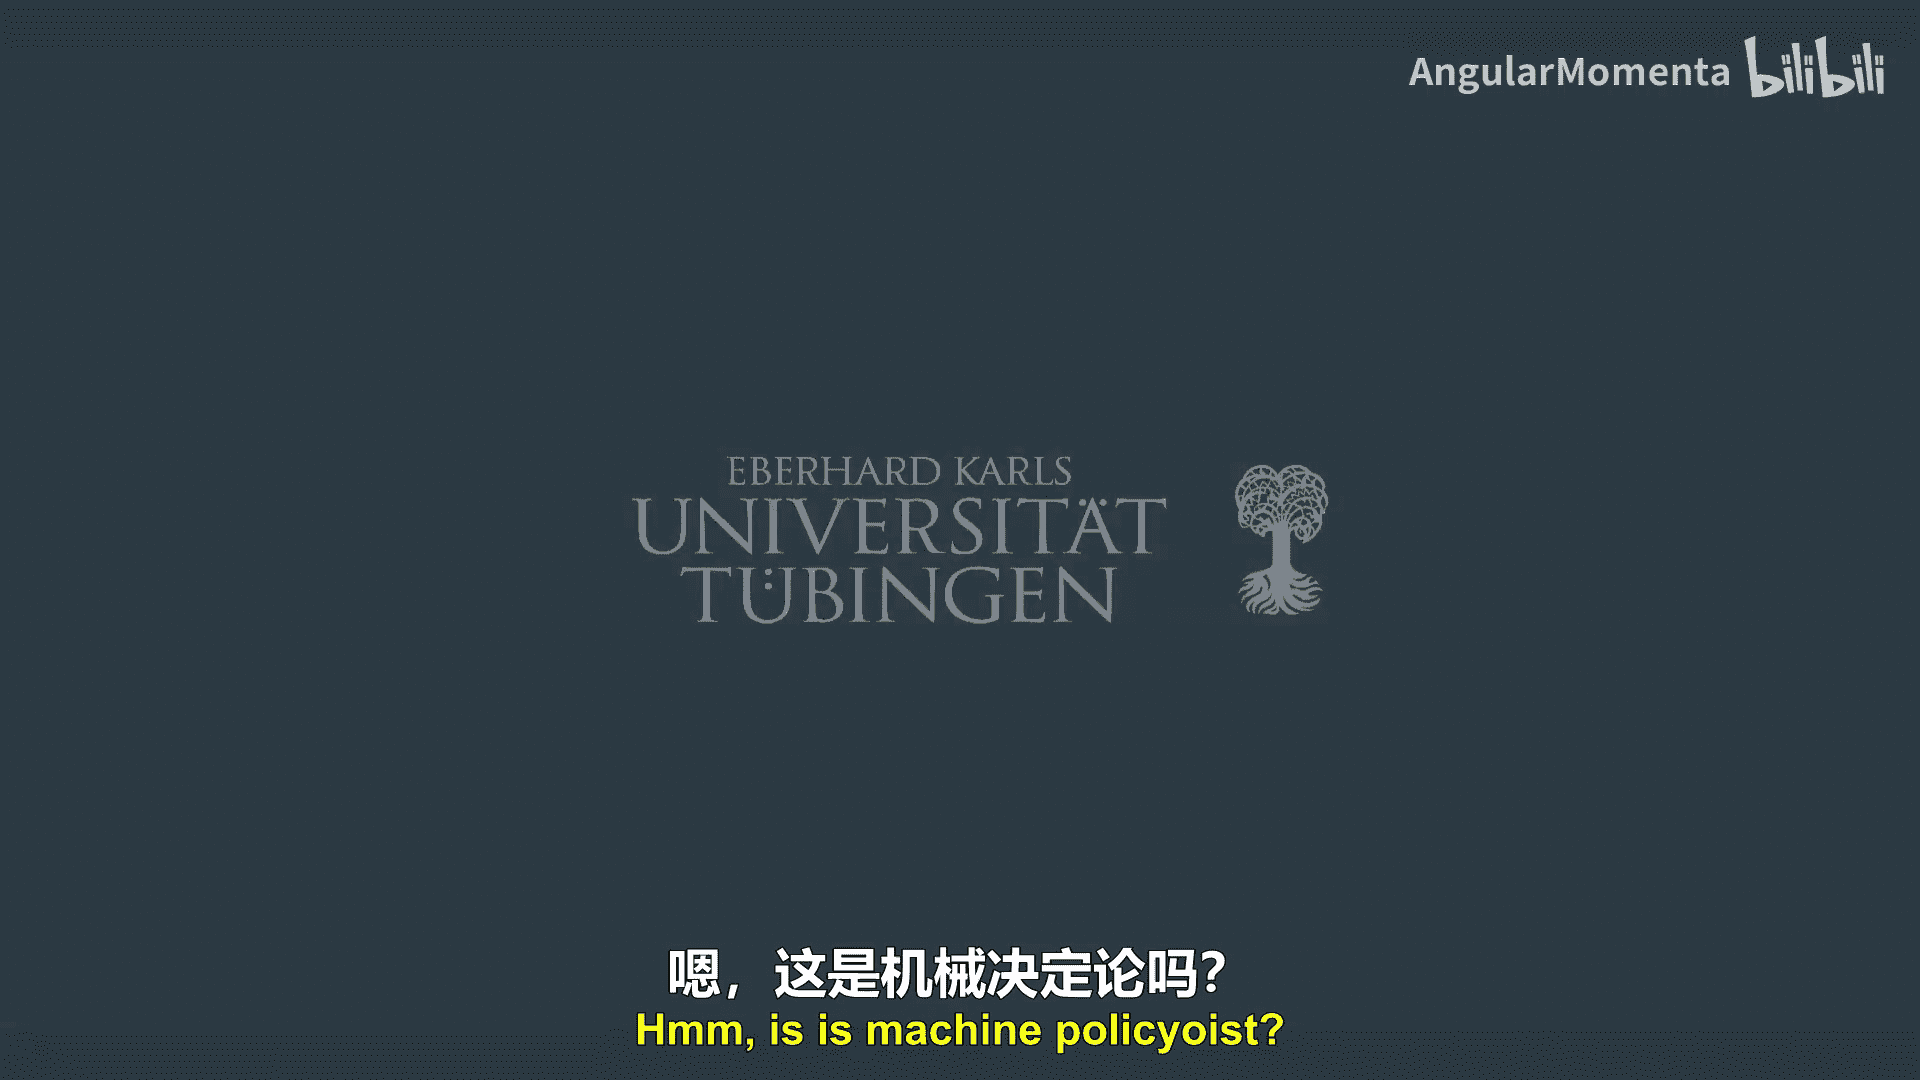 AngularMomenta bilibili
EBERHARD KARLS
UNIVERSITÄT
TÜBINGEN
嗯，这是机械决定论吗？
Hmm, is is machine policyoist?